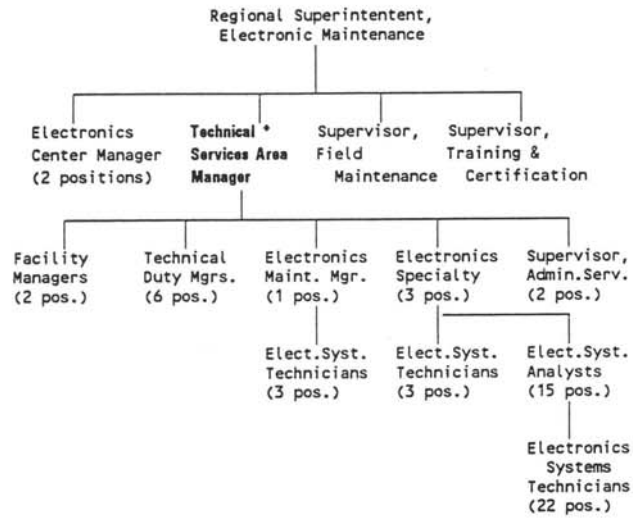 Regional Superintentent,
Electronic Maintenance
Electronics
Center Manager
(2 positions)
Technical *
Services Area
Manager
Supervisor,
Field
Maintenance
Supervisor,
Training &
Certification
Facility
Managers
(2 pos.)
Technical
Duty Mgrs.
(6 pos.)
Electronics
Maint. Mgr.
(1 pos.)
Electronics
Specialty
(3 pos.)
Supervisor,
Admin.Serv.
(2 pos.)
Elect.Syst.
Technicians
(3 pos.)
Elect.Syst.
Technicians
(3 pos.)
Elect.Syst.
Analysts
(15 pos.)
Electronics
Systems
Technicians
(22 pos.)